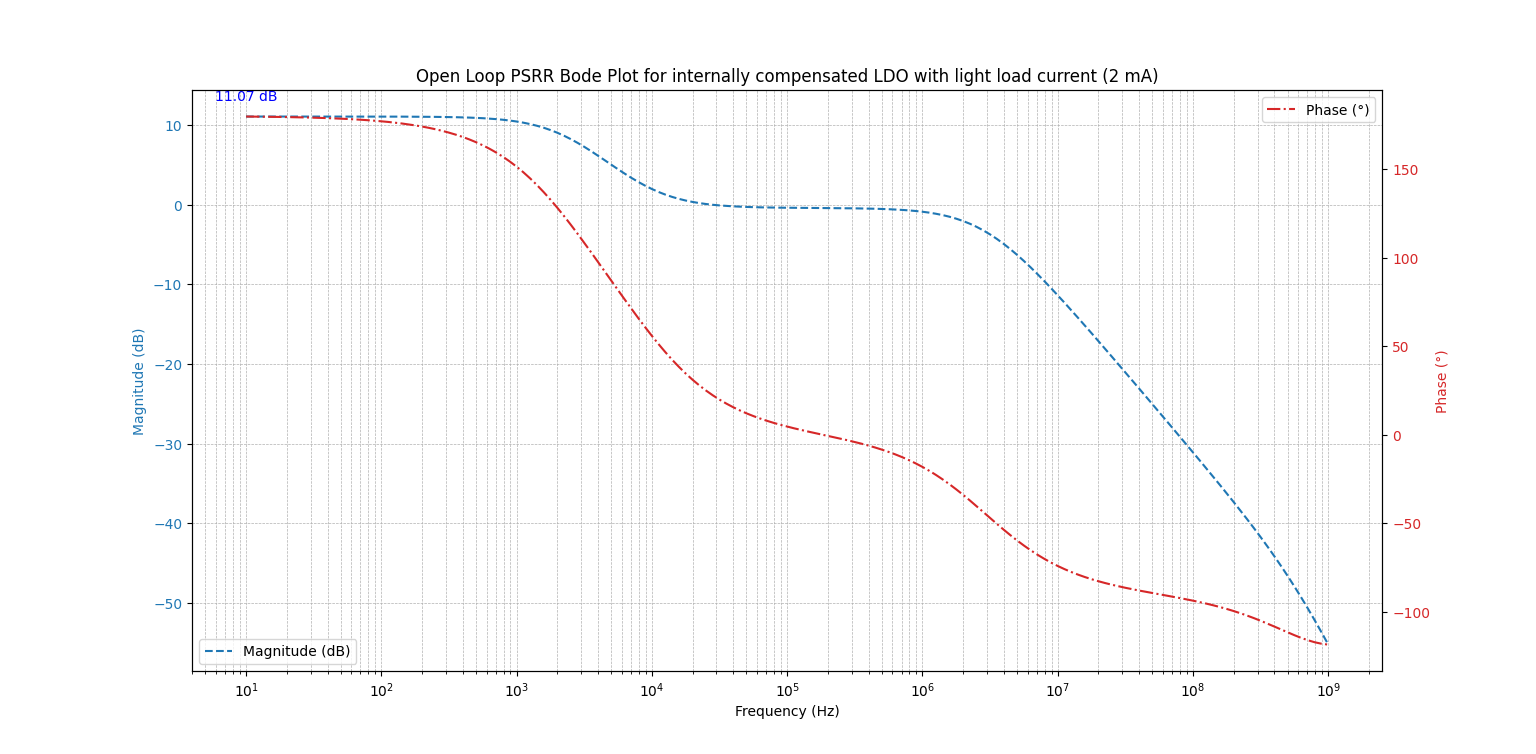 Open Loop PSRR Bode Plot for internally compensated LDO with light load current (2 mA)
11.07 dB
Phase (°)
10
0
−10
−20
−30
−40
−50
Magnitude (dB)
150
100
50
0
−50
−100
Phase (°)
Magnitude (dB)
10¹ 10² 10³ 10⁴ 10⁵ 10⁶ 10⁷ 10⁸ 10⁹
Frequency (Hz)